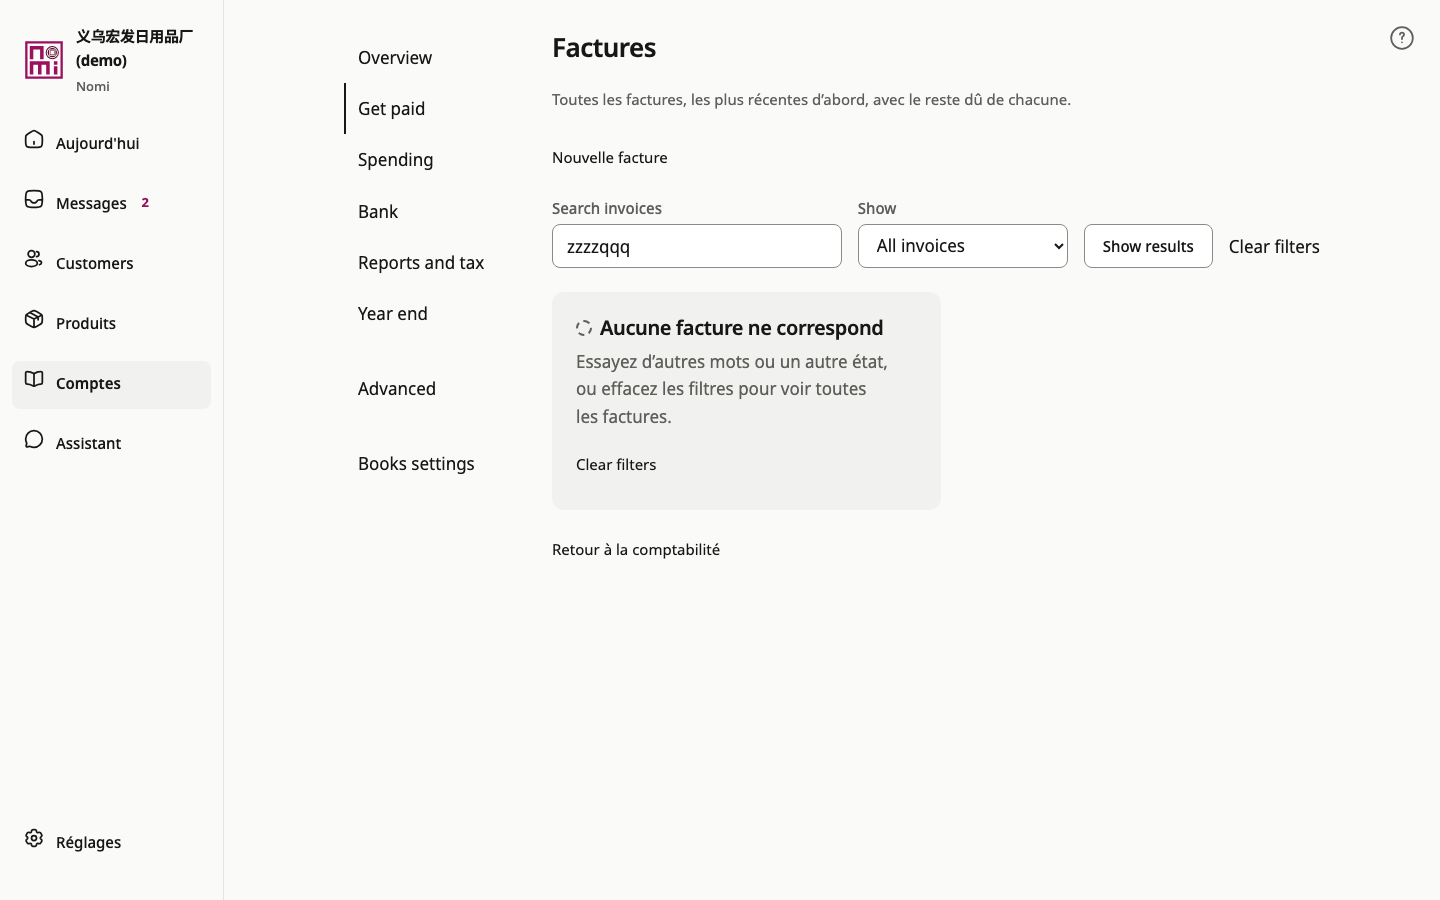 义乌宏发日用品厂
(demo)
Nomi
Aujourd'hui
Messages 2
Customers
Produits
Comptes
Assistant
Réglages
Overview
Get paid
Spending
Bank
Reports and tax
Year end
Advanced
Books settings
Factures
Toutes les factures, les plus récentes d’abord, avec le reste dû de chacune.
Nouvelle facture
Search invoices
zzzzqqq
Show
All invoices
Show results
Clear filters
Aucune facture ne correspond
Essayez d’autres mots ou un autre état,
ou effacez les filtres pour voir toutes
les factures.
Clear filters
Retour à la comptabilité